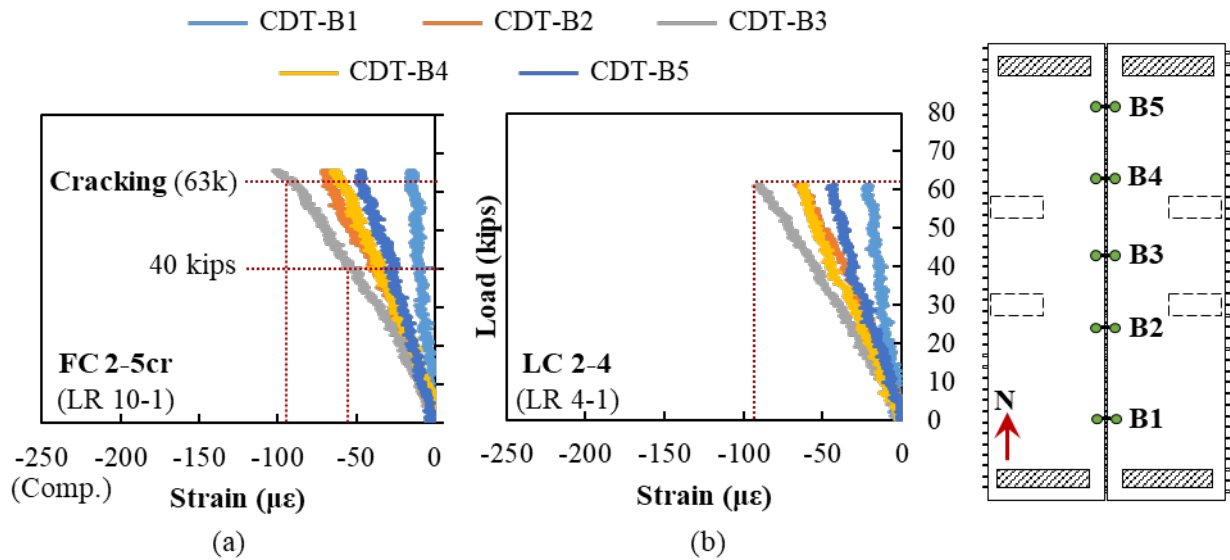 CDT-B1 CDT-B2 CDT-B3
CDT-B4 CDT-B5
Cracking (63k)
40 kips
FC 2-5cr
(LR 10-1)
-250 -200 -150 -100 -50 0
(Comp.)
Strain (με)
(a)
Load (kips)
LC 2-4
(LR 4-1)
80
70
60
50
40
30
20
10
0
-250 -200 -150 -100 -50 0
Strain (με)
(b)
B5
B4
B3
B2
B1
N